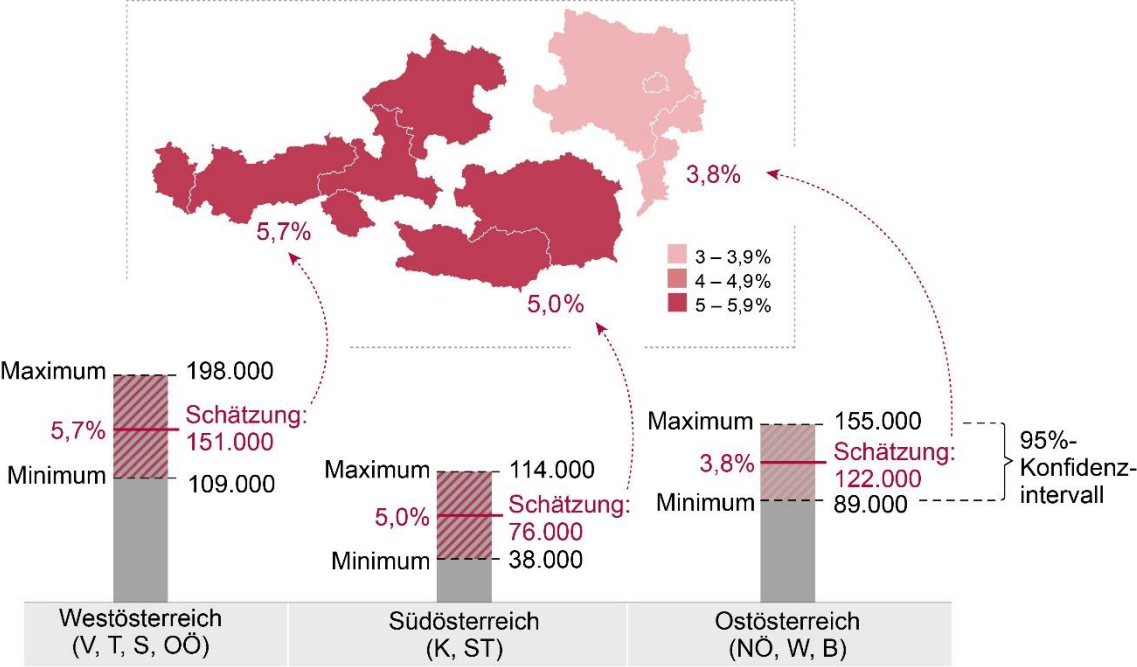 3,8%
5,7%
5,0%
3 – 3,9%
4 – 4,9%
5 – 5,9%
Maximum
198.000
5,7%
Schätzung:
151.000
Minimum
109.000
Maximum
114.000
5,0%
Schätzung:
76.000
Minimum
38.000
Maximum
155.000
3,8%
Schätzung:
122.000
Minimum
89.000
95%-
Konfidenz-
intervall
Westösterreich
(V, T, S, OÖ)
Südösterreich
(K, ST)
Ostösterreich
(NÖ, W, B)